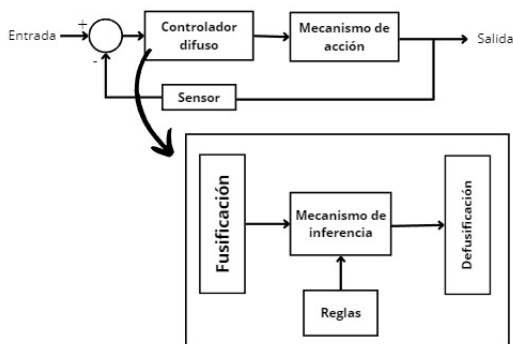 Entrada
+
-
Controlador
difuso
Mecanismo de
acción
Salida
Sensor
Fusificación
Mecanismo de
inferencia
Defusificación
Reglas